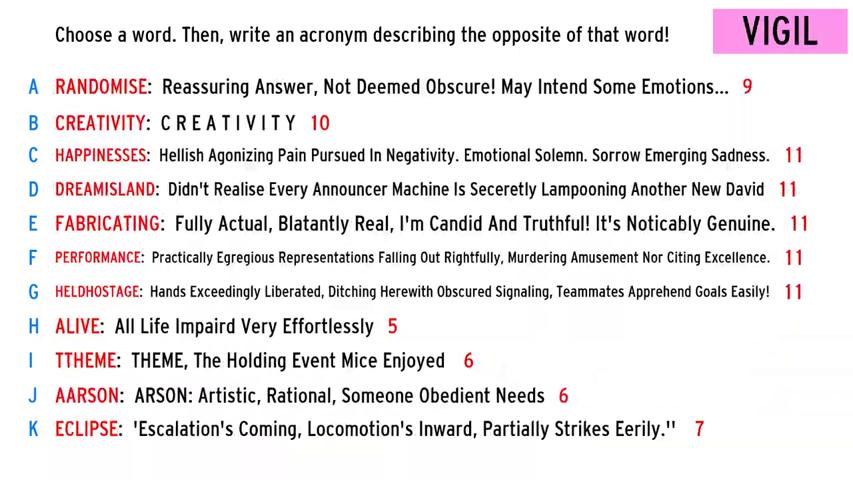 Choose a word. Then, write an acronym describing the opposite of that word!
VIGIL
A RANDOMISE: Reassuring Answer, Not Deemed Obscure! May Intend Some Emotions... 9
B CREATIVITY: C R E A T I V I T Y 10
C HAPPINESSES: Hellish Agonizing Pain Pursued In Negativity. Emotional Solemn. Sorrow Emerging Sadness. 11
D DREAMISLAND: Didn't Realise Every Announcer Machine Is Seceretly Lampooning Another New David 11
E FABRICATING: Fully Actual, Blatantly Real, I'm Candid And Truthful! It's Noticably Genuine. 11
F PERFORMANCE: Practically Egregious Representations Falling Out Rightfully, Murdering Amusement Nor Citing Excellence. 11
G HELDHOSTAGE: Hands Exceedingly Liberated, Ditching Herewith Obscured Signaling, Teammates Apprehend Goals Easily! 11
H ALIVE: All Life Impaird Very Effortlessly 5
I TTHEME: THEME, The Holding Event Mice Enjoyed 6
J AARSON: ARSON: Artistic, Rational, Someone Obedient Needs 6
K ECLIPSE: 'Escalation's Coming, Locomotion's Inward, Partially Strikes Eerily.'' 7